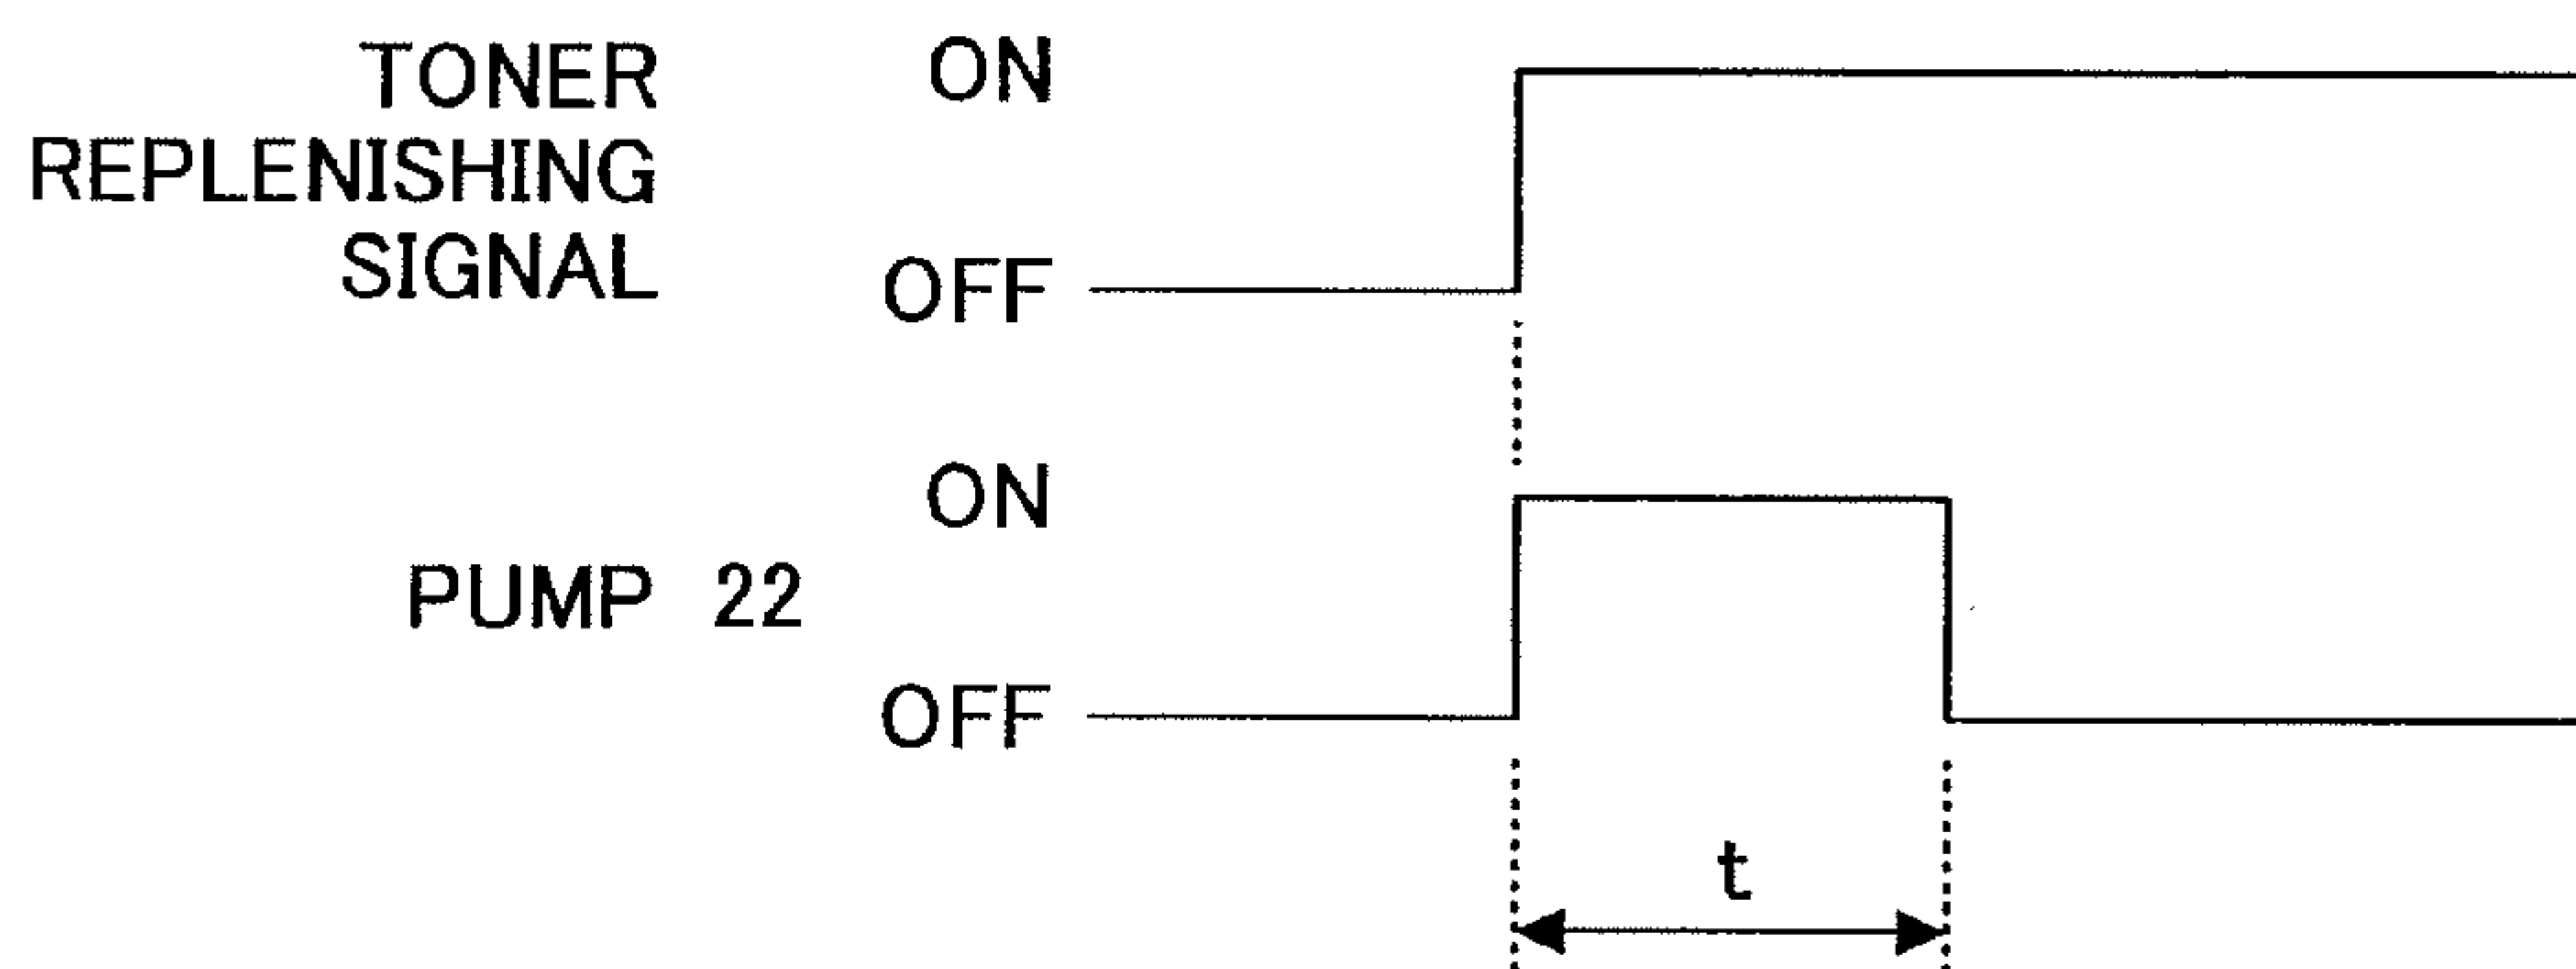 TONER
REPLENISHING
SIGNAL
ON
OFF
PUMP 22
ON
OFF
t